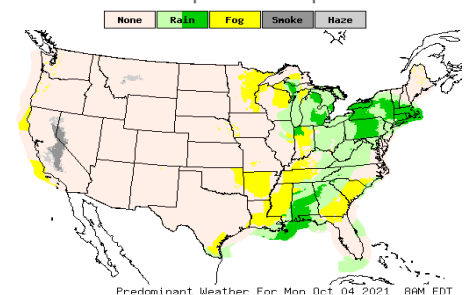 None Rain Fog Smoke Haze
Predominant Weather For Mon Oct 04 2021 8AM EDT